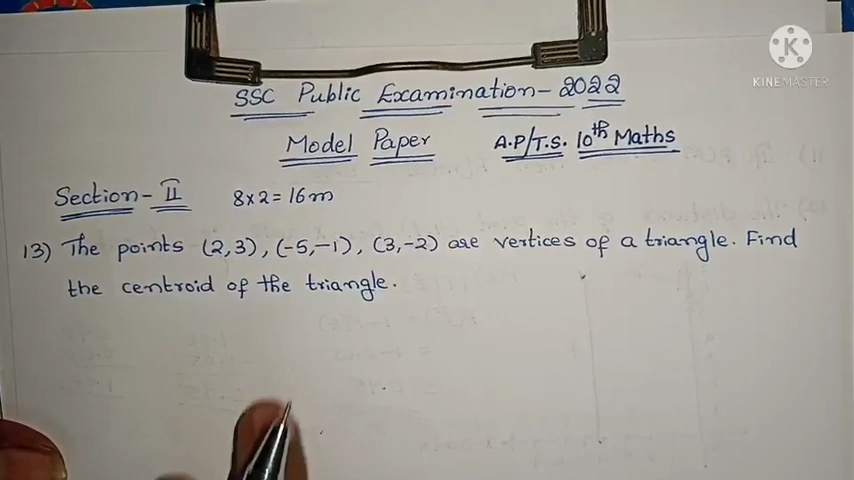 KINEMASTER
SSC Public Examination - 2022
Model Paper A.P/T.S. 10th Maths
Section - II 8x2 = 16m
13) The points (2,3), (-5,-1), (3,-2) are vertices of a triangle. Find
the centroid of the triangle.